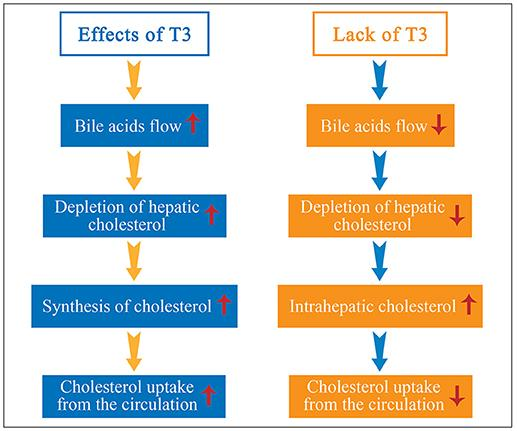 Effects of T3
Bile acids flow
Depletion of hepatic
cholesterol
Synthesis of cholesterol
Cholesterol uptake
from the circulation
Lack of T3
Bile acids flow
Depletion of hepatic
cholesterol
Intrahepatic cholesterol
Cholesterol uptake
from the circulation